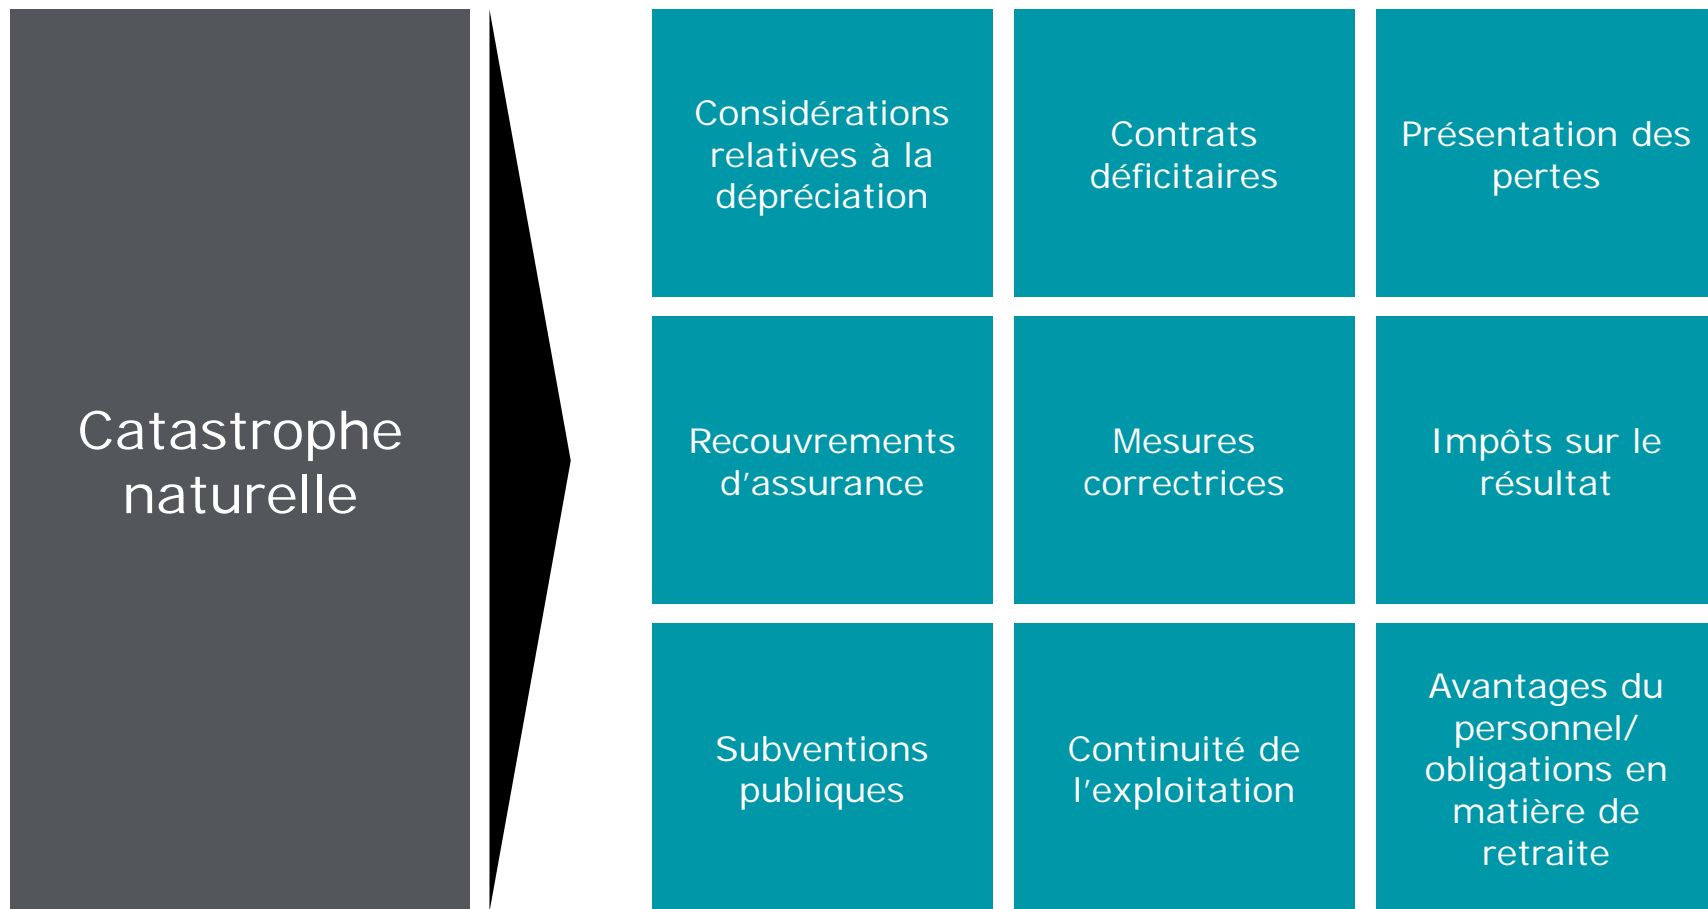 Catastrophe
naturelle
Considérations
relatives à la
dépréciation
Contrats
déficitaires
Présentation des
pertes
Recouvrements
d'assurance
Mesures
correctrices
Impôts sur le
résultat
Subventions
publiques
Continuité de
l'exploitation
Avantages du
personnel/
obligations en
matière de
retraite